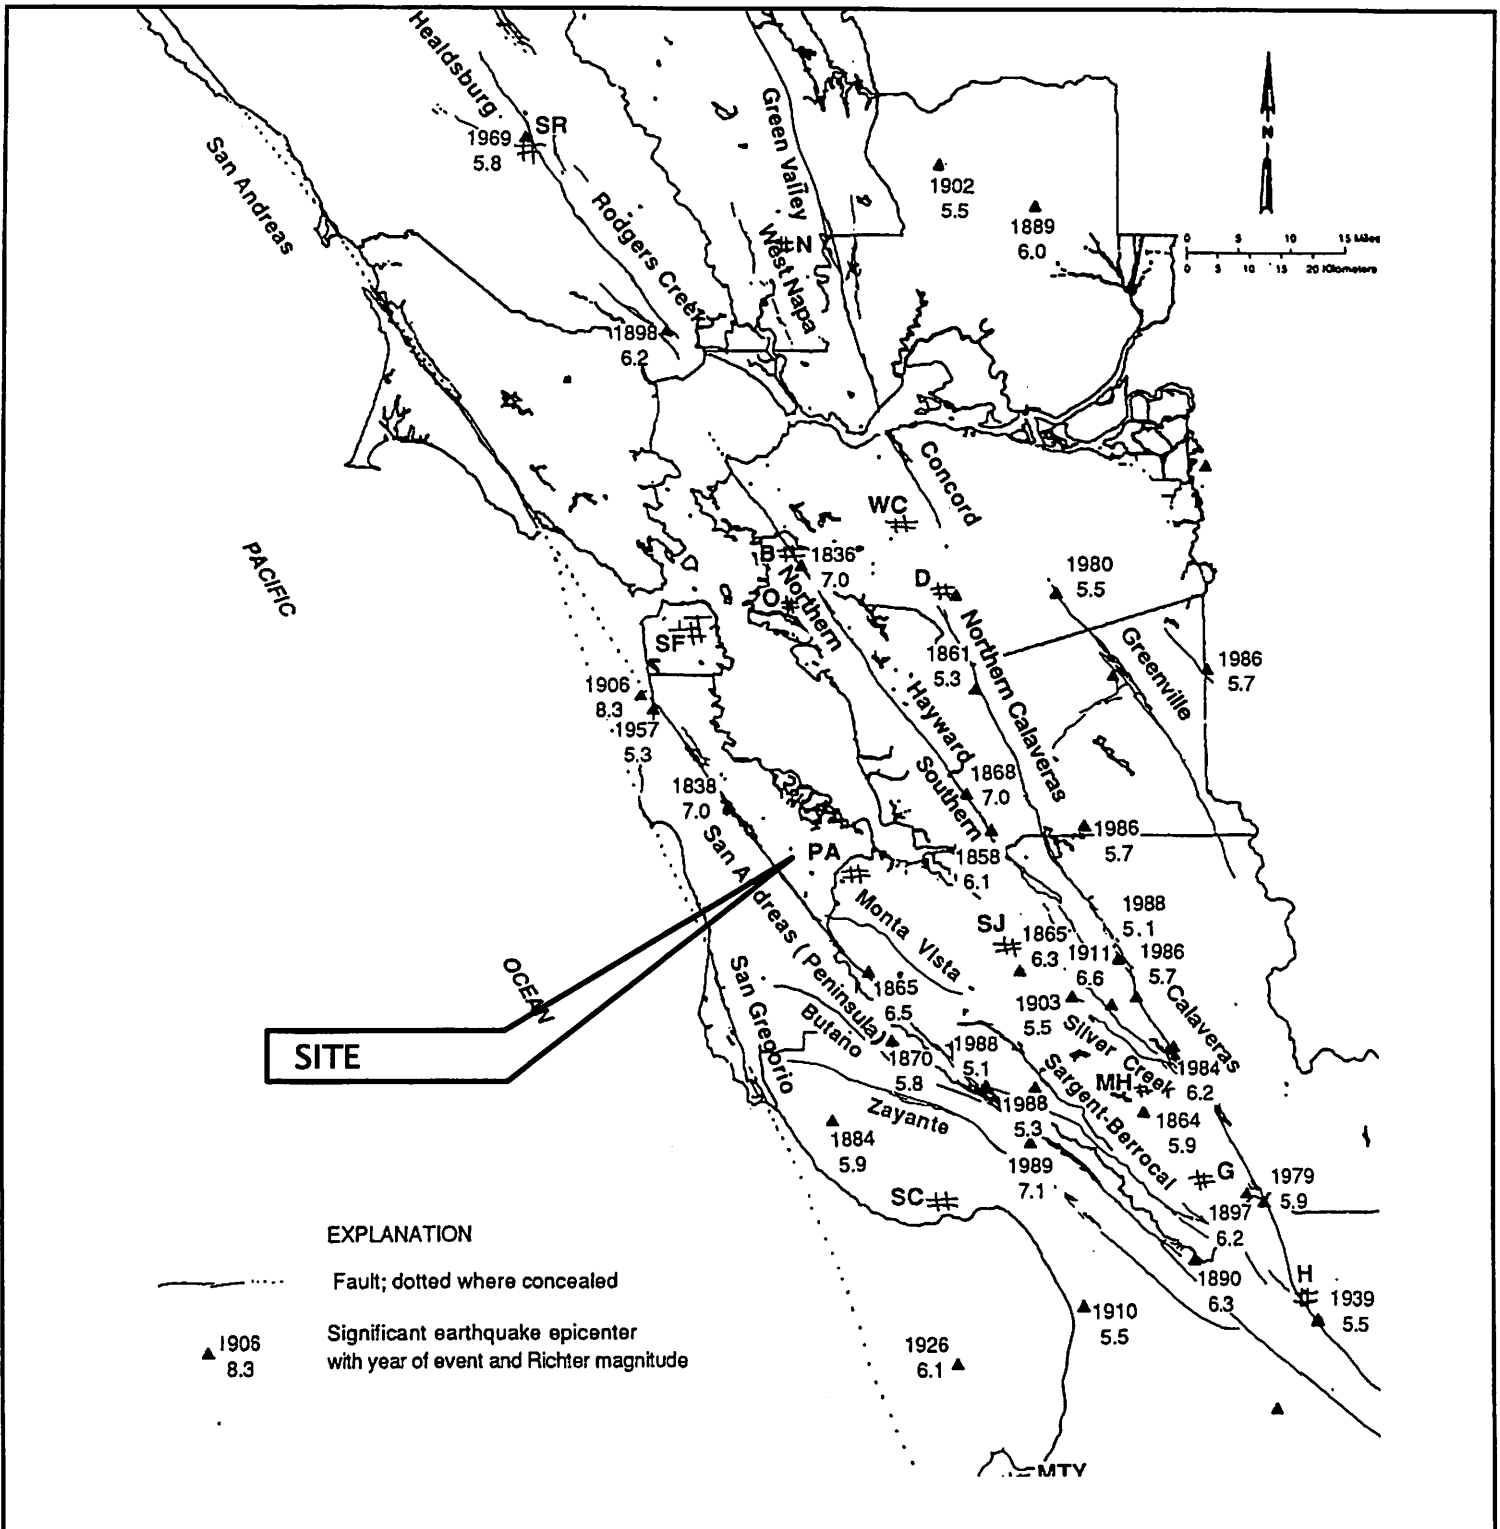 Healdsburg
SR
1969
5.8
San Andreas
Rodgers Creek
Green Valley
N
West Napa
1902
5.5
1889
6.0
N
0 5 10 15 Miles
0 5 10 15 20 Kilometers
1898
6.2
Concord
WC
PACIFIC
B
1836
7.0
O
Northern
D
1980
5.5
SF
1861
5.3
Northern Calaveras
Greenville
1986
5.7
1906
8.3
1957
5.3
Hayward
Southern
1868
7.0
1838
7.0
1986
5.7
PA
1858
6.1
San Andreas (Peninsula)
Monta Vista
SJ
1865
6.3
1988
5.1
1911
6.6
1986
5.7
OCEAN
San Gregorio
1865
6.5
1903
5.5
Calaveras
Silver Creek
Butano
1870
5.8
1988
5.1
SITE
Sargent-Berrocal
MH
1984
6.2
Zayante
1988
5.3
1864
5.9
1884
5.9
1989
7.1
G
1979
5.9
SC
1897
6.2
1890
6.3
H
1939
5.5
1910
5.5
1926
6.1
MTY
EXPLANATION
Fault; dotted where concealed
1906
8.3
Significant earthquake epicenter
with year of event and Richter magnitude